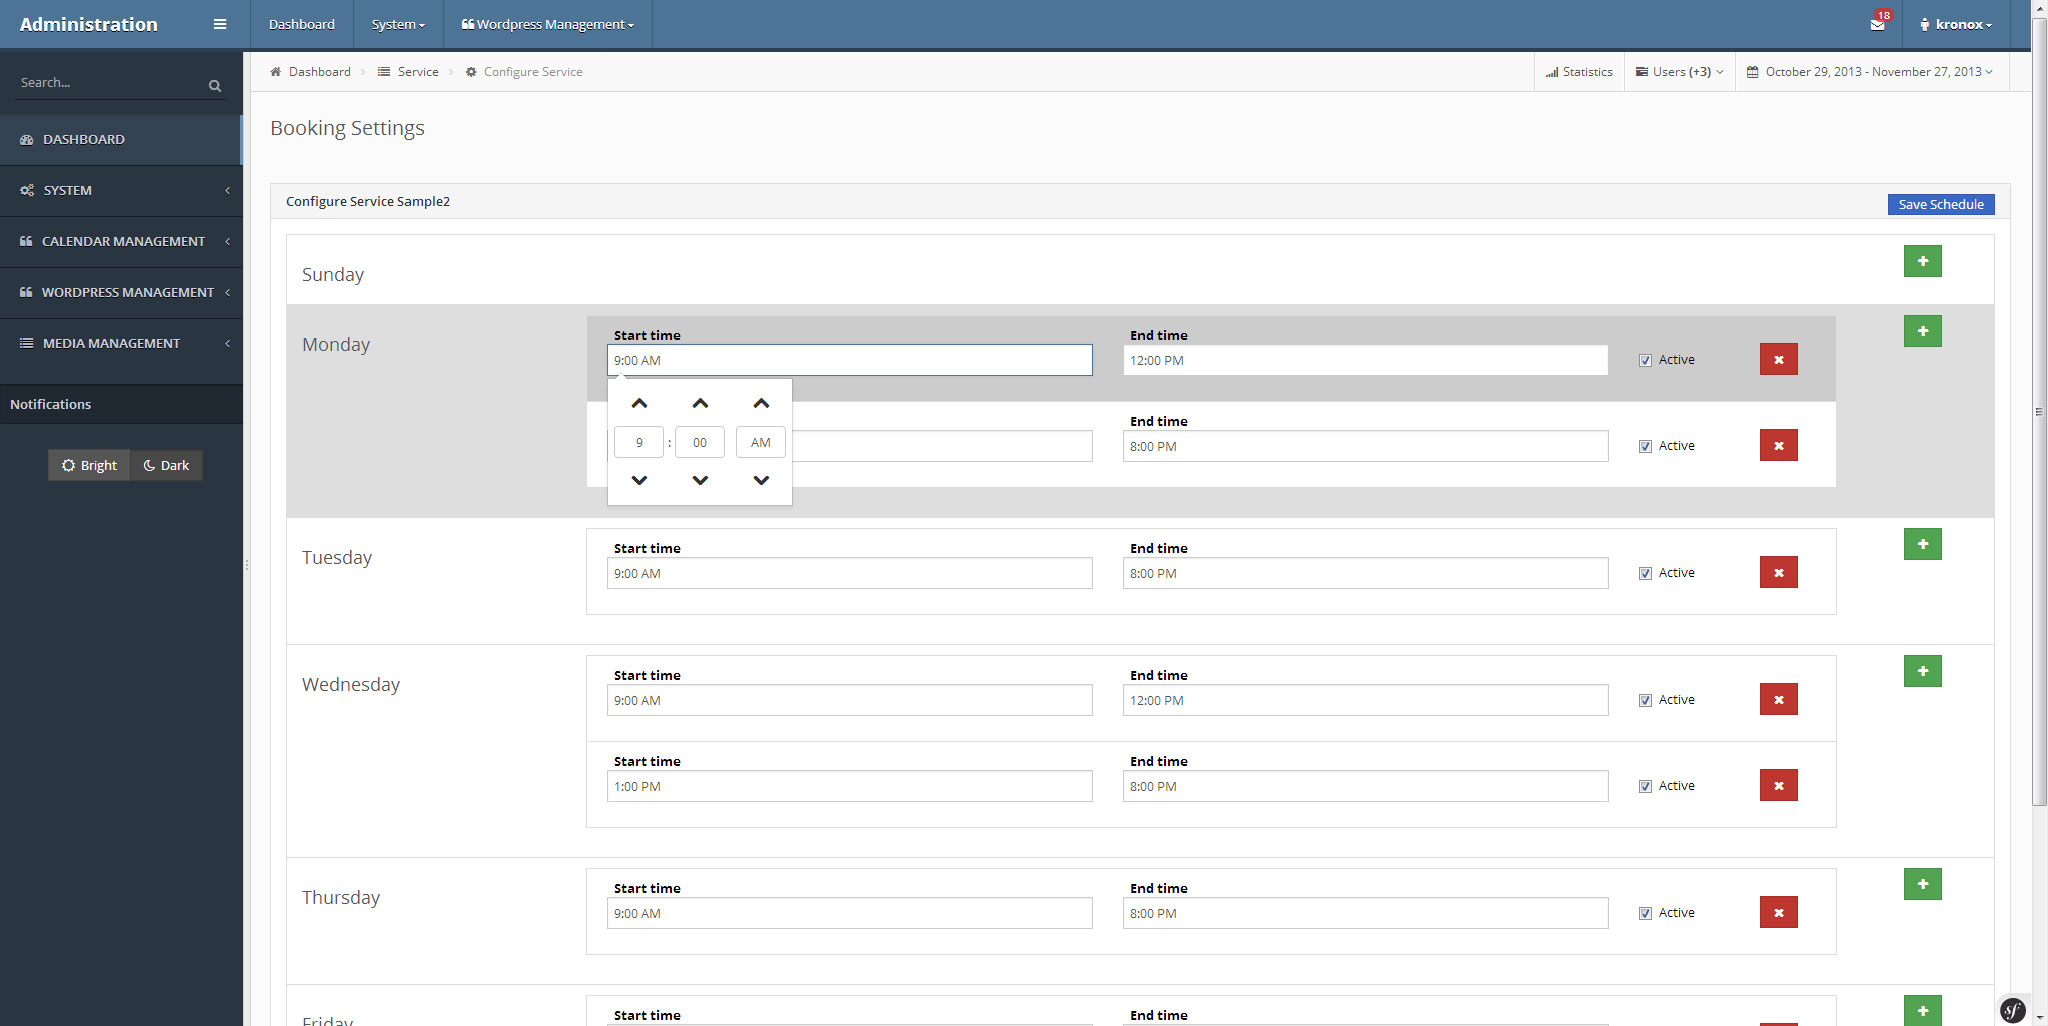 Administration
Dashboard
System
Wordpress Management
18
kronox
Search...
Dashboard
Service
Configure Service
Statistics
Users (+3)
October 29, 2013 - November 27, 2013
DASHBOARD
SYSTEM
CALENDAR MANAGEMENT
WORDPRESS MANAGEMENT
MEDIA MANAGEMENT
Notifications
Bright
Dark
Booking Settings
Configure Service Sample2
Save Schedule
Sunday
Monday
Start time
End time
9:00 AM
12:00 PM
Active
9 : 00 AM
End time
8:00 PM
Active
Tuesday
Start time
End time
9:00 AM
8:00 PM
Active
Wednesday
Start time
End time
9:00 AM
12:00 PM
Active
Start time
End time
1:00 PM
8:00 PM
Active
Thursday
Start time
End time
9:00 AM
8:00 PM
Active
Friday
Start time
End time
sf